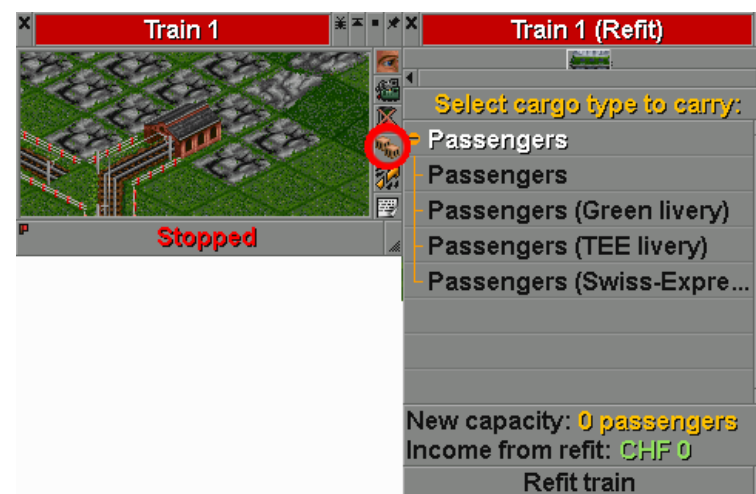 Train 1
Train 1 (Refit)
Select cargo type to carry:
Passengers
Passengers
Passengers (Green livery)
Passengers (TEE livery)
Passengers (Swiss-Expre...
Stopped
New capacity: 0 passengers
Income from refit: CHF 0
Refit train